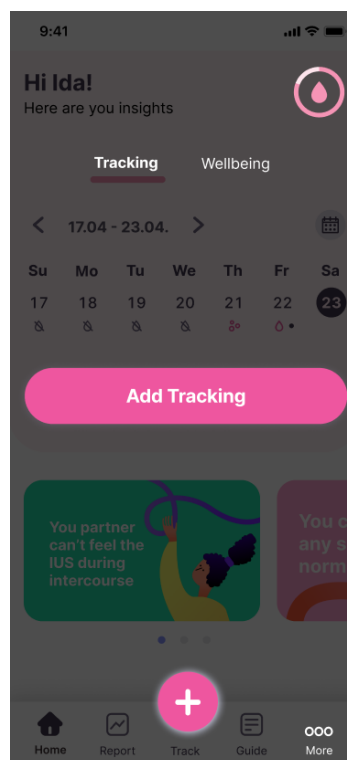 9:41
Hi Ida!
Here are you insights
Tracking Wellbeing
17.04 - 23.04.
Su Mo Tu We Th Fr Sa
17 18 19 20 21 22 23
Add Tracking
You partner
can't feel the
IUS during
intercourse
You c
any s
norm
Home Report Track Guide More